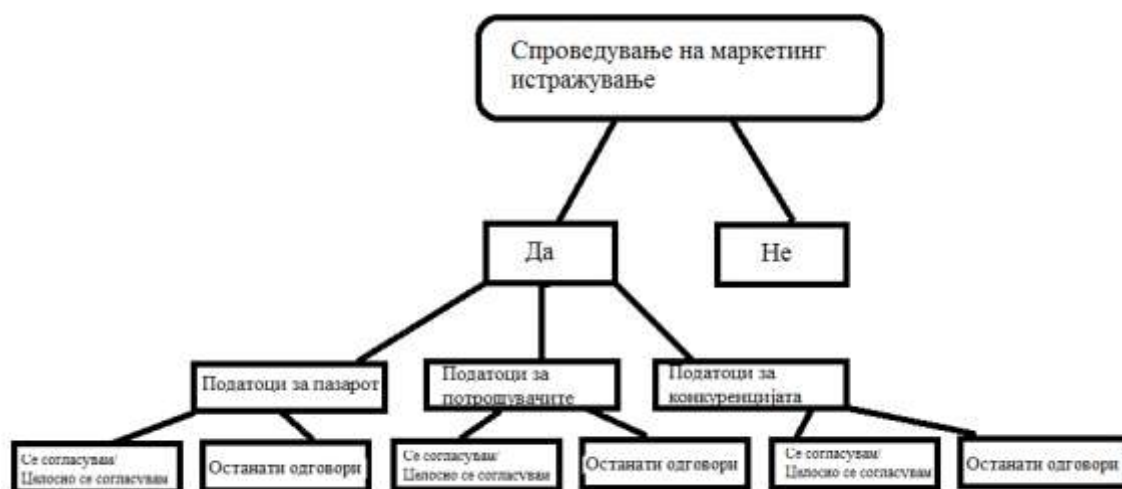 Спроведување на маркетинг
истражување
Да
Не
Податоци за пазарот
Податоци за
потрошувачите
Податоци за
конкуренцијата
Се согласувам/
Целосно се согласувам
Останати одговори
Се согласувам/
Целосно се согласувам
Останати одговори
Се согласувам/
Целосно се согласувам
Останати одговори